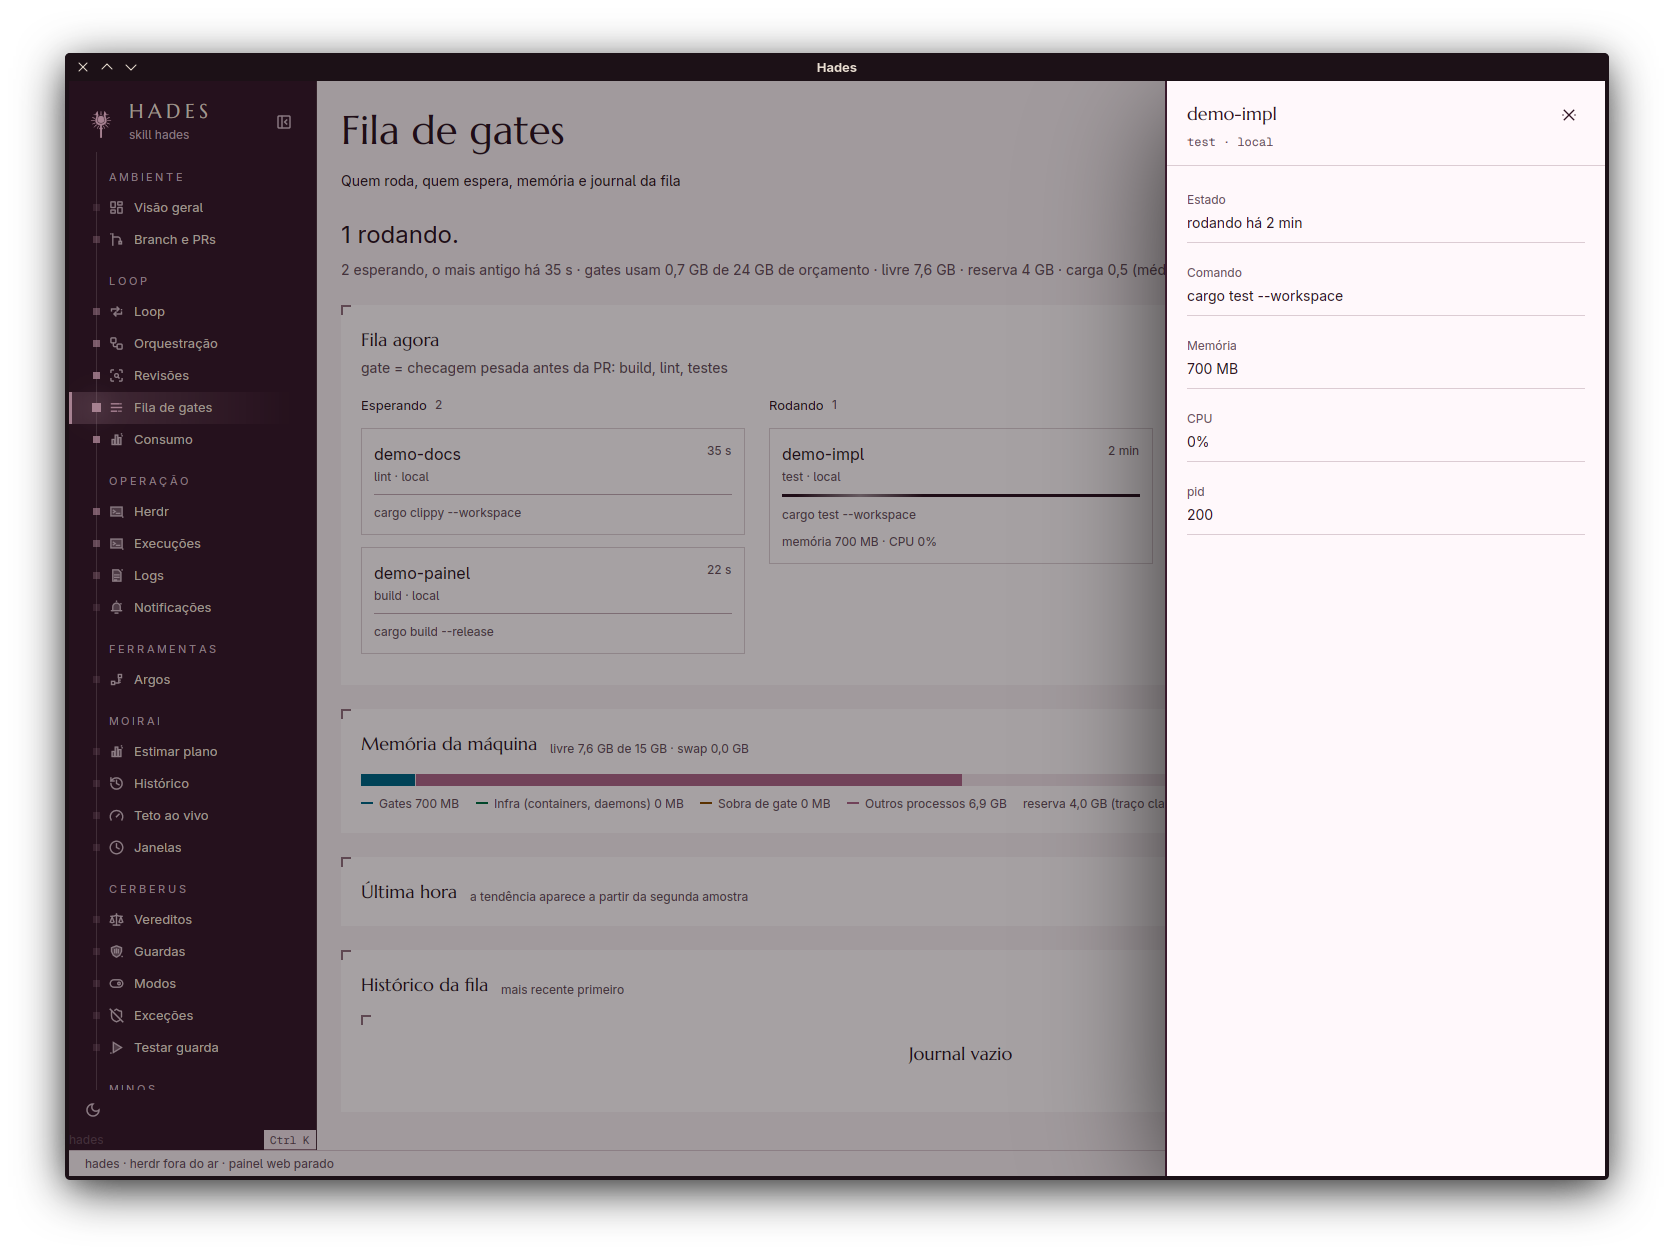 Hades
HADES
skill hades
AMBIENTE
Visão geral
Branch e PRs
LOOP
Loop
Orquestração
Revisões
Fila de gates
Consumo
OPERAÇÃO
Herdr
Execuções
Logs
Notificações
FERRAMENTAS
Argos
MOIRAI
Estimar plano
Histórico
Teto ao vivo
Janelas
CERBERUS
Vereditos
Guardas
Modos
Exceções
Testar guarda
MINOS
hades
Ctrl K
Fila de gates
Quem roda, quem espera, memória e journal da fila
1 rodando.
2 esperando, o mais antigo há 35 s · gates usam 0,7 GB de 24 GB de orçamento · livre 7,6 GB · reserva 4 GB · carga 0,5 (méd
Fila agora
gate = checagem pesada antes da PR: build, lint, testes
Esperando 2
demo-docs 35 s
lint · local
cargo clippy --workspace
demo-painel 22 s
build · local
cargo build --release
Rodando 1
demo-impl 2 min
test · local
cargo test --workspace
memória 700 MB · CPU 0%
Memória da máquina livre 7,6 GB de 15 GB · swap 0,0 GB
Gates 700 MB Infra (containers, daemons) 0 MB Sobra de gate 0 MB Outros processos 6,9 GB reserva 4,0 GB (traço cla
Última hora a tendência aparece a partir da segunda amostra
Histórico da fila mais recente primeiro
Journal vazio
hades · herdr fora do ar · painel web parado
demo-impl
test · local
Estado
rodando há 2 min
Comando
cargo test --workspace
Memória
700 MB
CPU
0%
pid
200